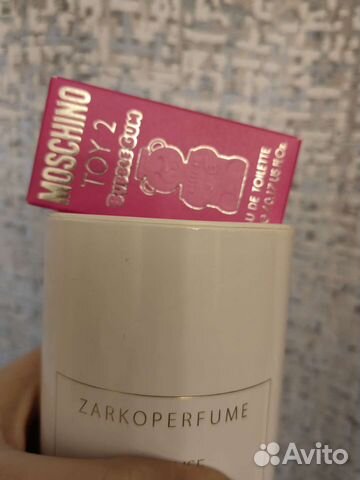 MOSCHINO
TOY 2
BUBBLE GUM
EAU DE TOILETTE
ZARKOPERFUME
Avito